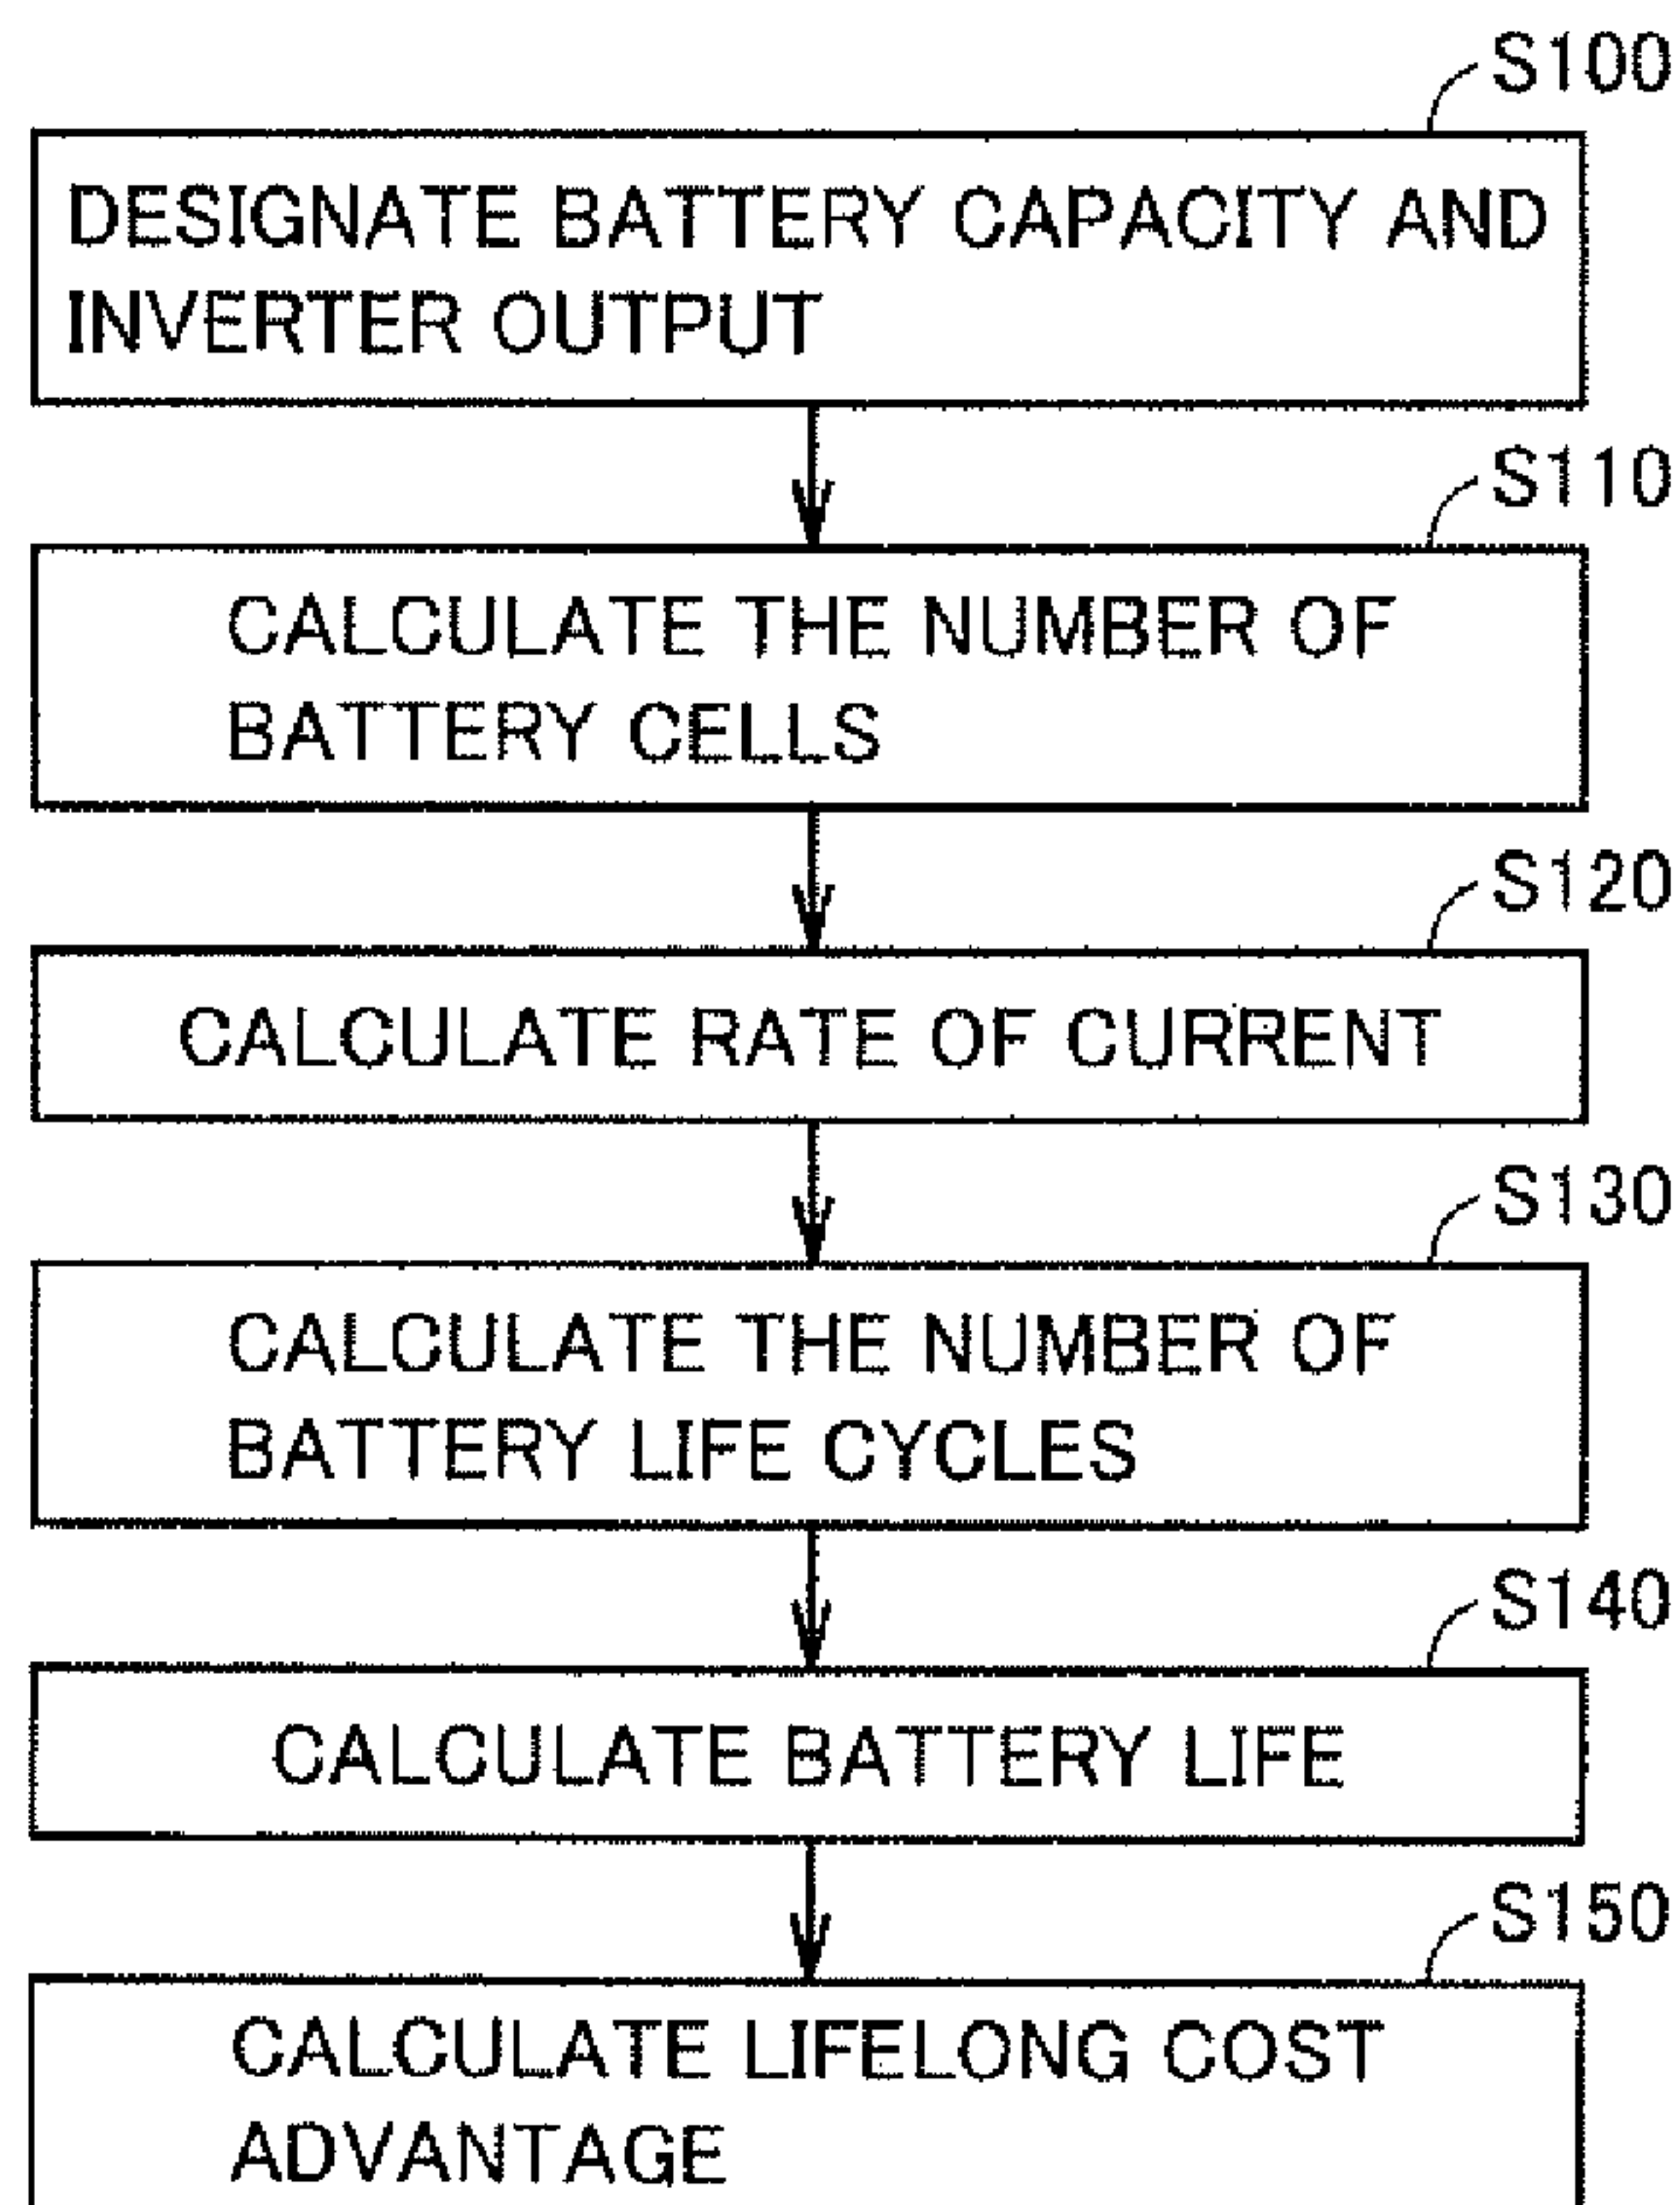 S100
DESIGNATE BATTERY CAPACITY AND
INVERTER OUTPUT
S110
CALCULATE THE NUMBER OF
BATTERY CELLS
S120
CALCULATE RATE OF CURRENT
S130
CALCULATE THE NUMBER OF
BATTERY LIFE CYCLES
S140
CALCULATE BATTERY LIFE
S150
CALCULATE LIFELONG COST
ADVANTAGE